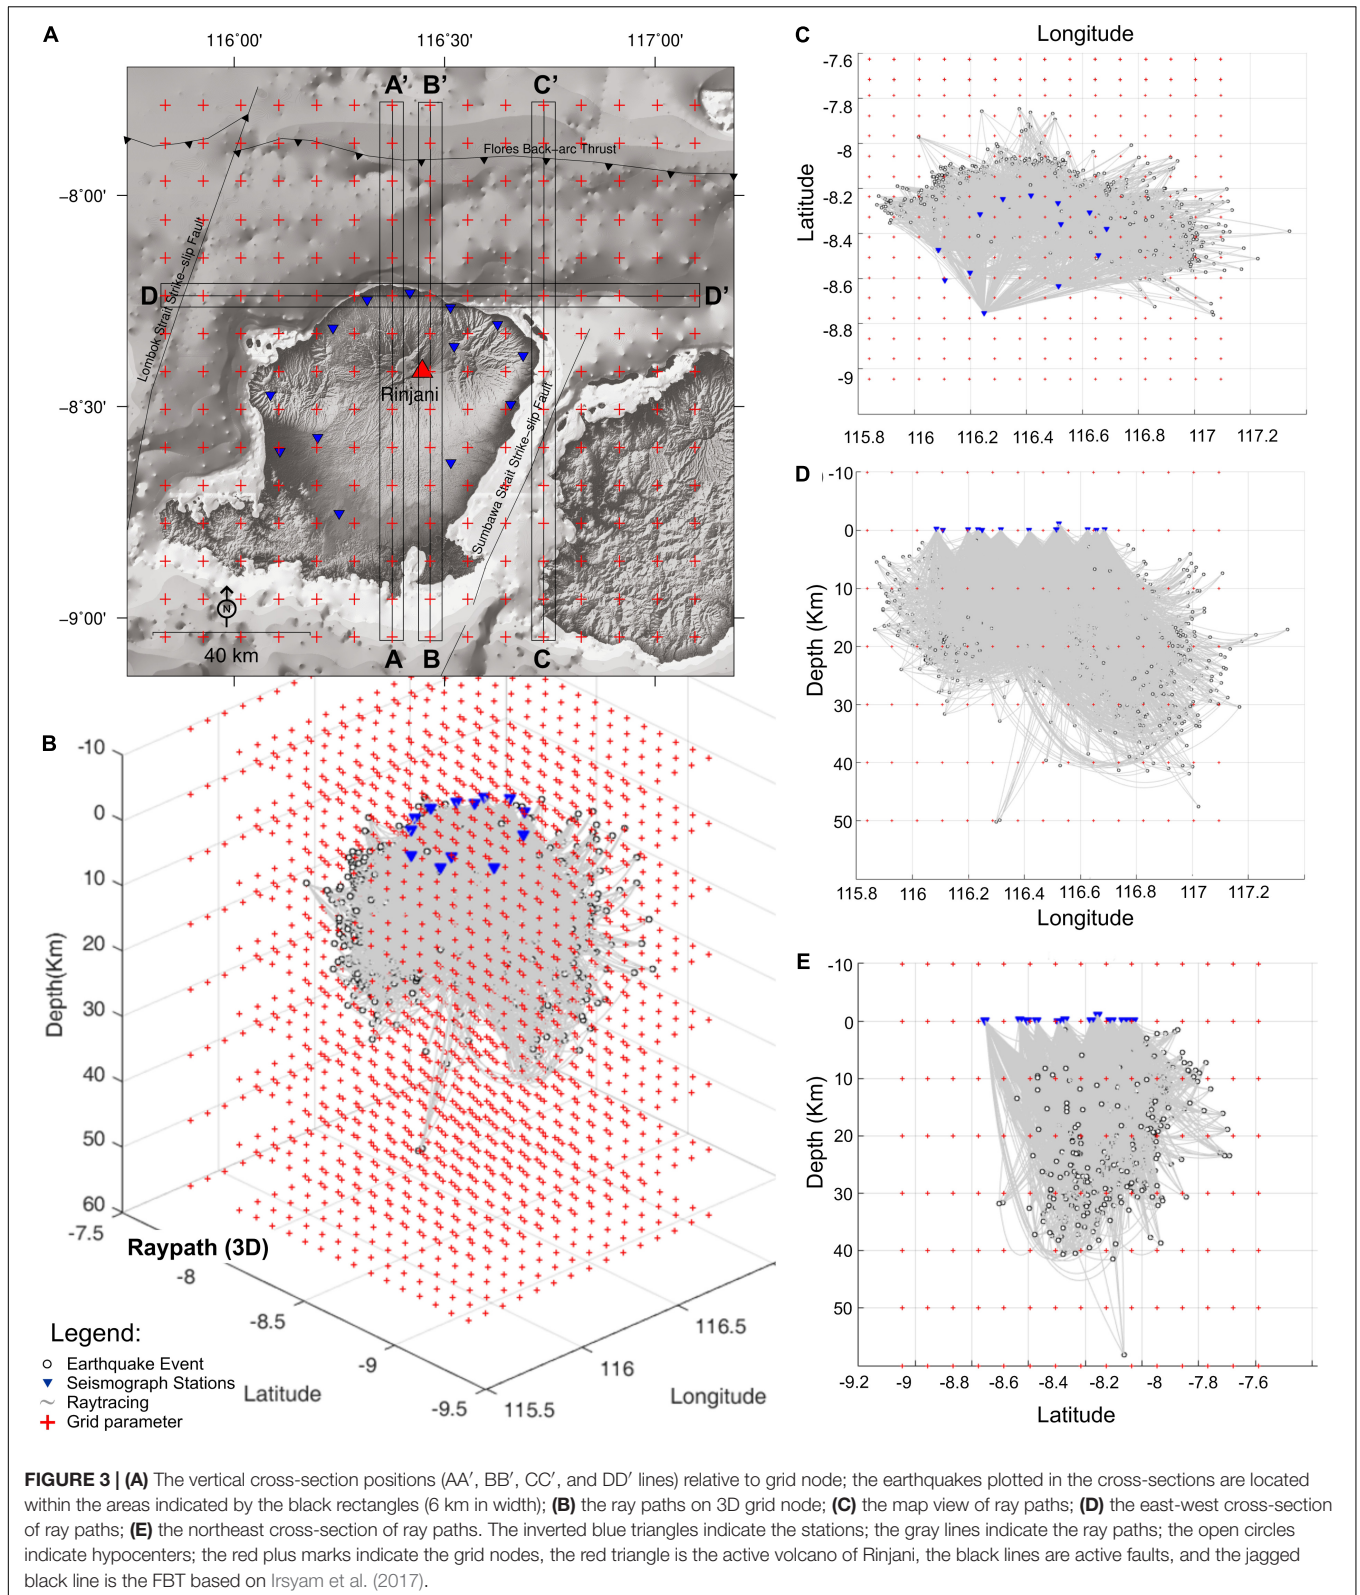 A
116°00'
116°30'
117°00'
A'
B'
C'
Flores Back-arc Thrust
-8°00'
Lombok Strait Strike-slip Fault
D
D'
Rinjani
-8°30'
Sumbawa Strait Strike-slip Fault
N
-9°00'
40 km
A
B
C
B
-10
0
10
20
30
40
50
60
Depth(Km)
-7.5
-8
-8.5
-9
-9.5
Latitude
115.5
116
116.5
Longitude
Raypath (3D)
Legend:
Earthquake Event
Seismograph Stations
Raytracing
Grid parameter
C
Longitude
-7.6
-7.8
-8
-8.2
-8.4
-8.6
-8.8
-9
Latitude
115.8 116 116.2 116.4 116.6 116.8 117 117.2
D
-10
0
10
20
30
40
50
Depth (Km)
115.8 116 116.2 116.4 116.6 116.8 117 117.2
Longitude
E
-10
0
10
20
30
40
50
Depth (Km)
-9.2 -9 -8.8 -8.6 -8.4 -8.2 -8 -7.8 -7.6
Latitude
FIGURE 3 | (A) The vertical cross-section positions (AA′, BB′, CC′, and DD′ lines) relative to grid node; the earthquakes plotted in the cross-sections are located
within the areas indicated by the black rectangles (6 km in width); (B) the ray paths on 3D grid node; (C) the map view of ray paths; (D) the east-west cross-section
of ray paths; (E) the northeast cross-section of ray paths. The inverted blue triangles indicate the stations; the gray lines indicate the ray paths; the open circles
indicate hypocenters; the red plus marks indicate the grid nodes, the red triangle is the active volcano of Rinjani, the black lines are active faults, and the jagged
black line is the FBT based on Irsyam et al. (2017).